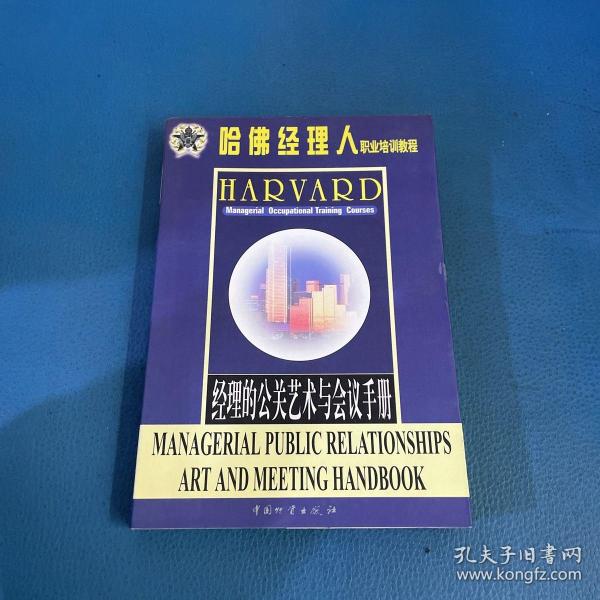 哈佛经理人职业培训教程
HARVARD
Managerial Occupational Training Courses
经理的公关艺术与会议手册
MANAGERIAL PUBLIC RELATIONSHIPS
ART AND MEETING HANDBOOK
中国物资出版社
孔夫子旧书网
www.kongfz.com